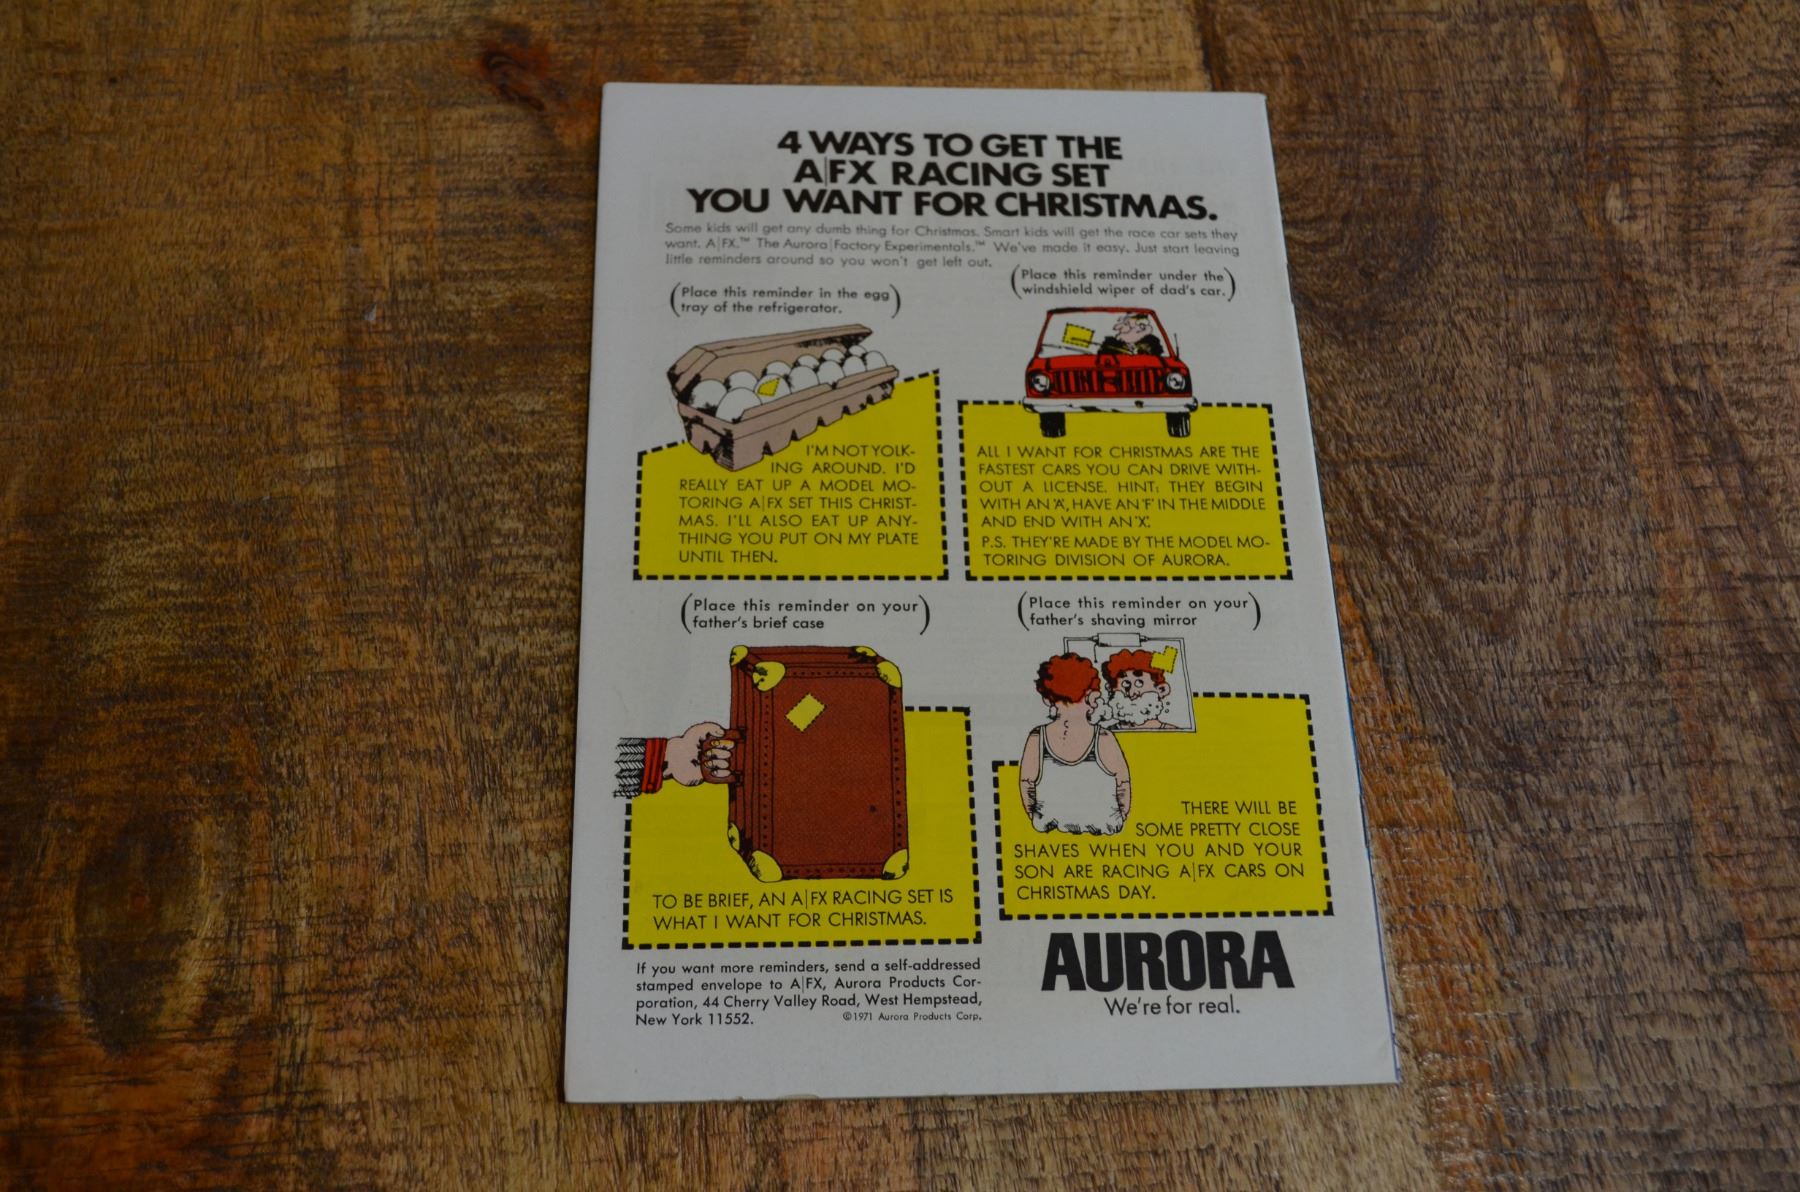 4 WAYS TO GET THE
A|FX RACING SET
YOU WANT FOR CHRISTMAS.
Some kids will get any dumb thing for Christmas. Smart kids will get the race car sets they
want. A|FX.™ The Aurora|Factory Experimentals.™ We've made it easy. Just start leaving
little reminders around so you won't get left out.
(Place this reminder in the egg
tray of the refrigerator.)
I'M NOT YOLK-
ING AROUND. I'D
REALLY EAT UP A MODEL MO-
TORING A|FX SET THIS CHRIST-
MAS. I'LL ALSO EAT UP ANY-
THING YOU PUT ON MY PLATE
UNTIL THEN.
(Place this reminder under the
windshield wiper of dad's car.)
ALL I WANT FOR CHRISTMAS ARE THE
FASTEST CARS YOU CAN DRIVE WITH-
OUT A LICENSE. HINT: THEY BEGIN
WITH AN 'A', HAVE AN 'F' IN THE MIDDLE
AND END WITH AN 'X'.
P.S. THEY'RE MADE BY THE MODEL MO-
TORING DIVISION OF AURORA.
(Place this reminder on your
father's brief case)
TO BE BRIEF, AN A|FX RACING SET IS
WHAT I WANT FOR CHRISTMAS.
(Place this reminder on your
father's shaving mirror)
THERE WILL BE
SOME PRETTY CLOSE
SHAVES WHEN YOU AND YOUR
SON ARE RACING A|FX CARS ON
CHRISTMAS DAY.
If you want more reminders, send a self-addressed
stamped envelope to A|FX, Aurora Products Cor-
poration, 44 Cherry Valley Road, West Hempstead,
New York 11552. ©1971 Aurora Products Corp.
AURORA
We're for real.